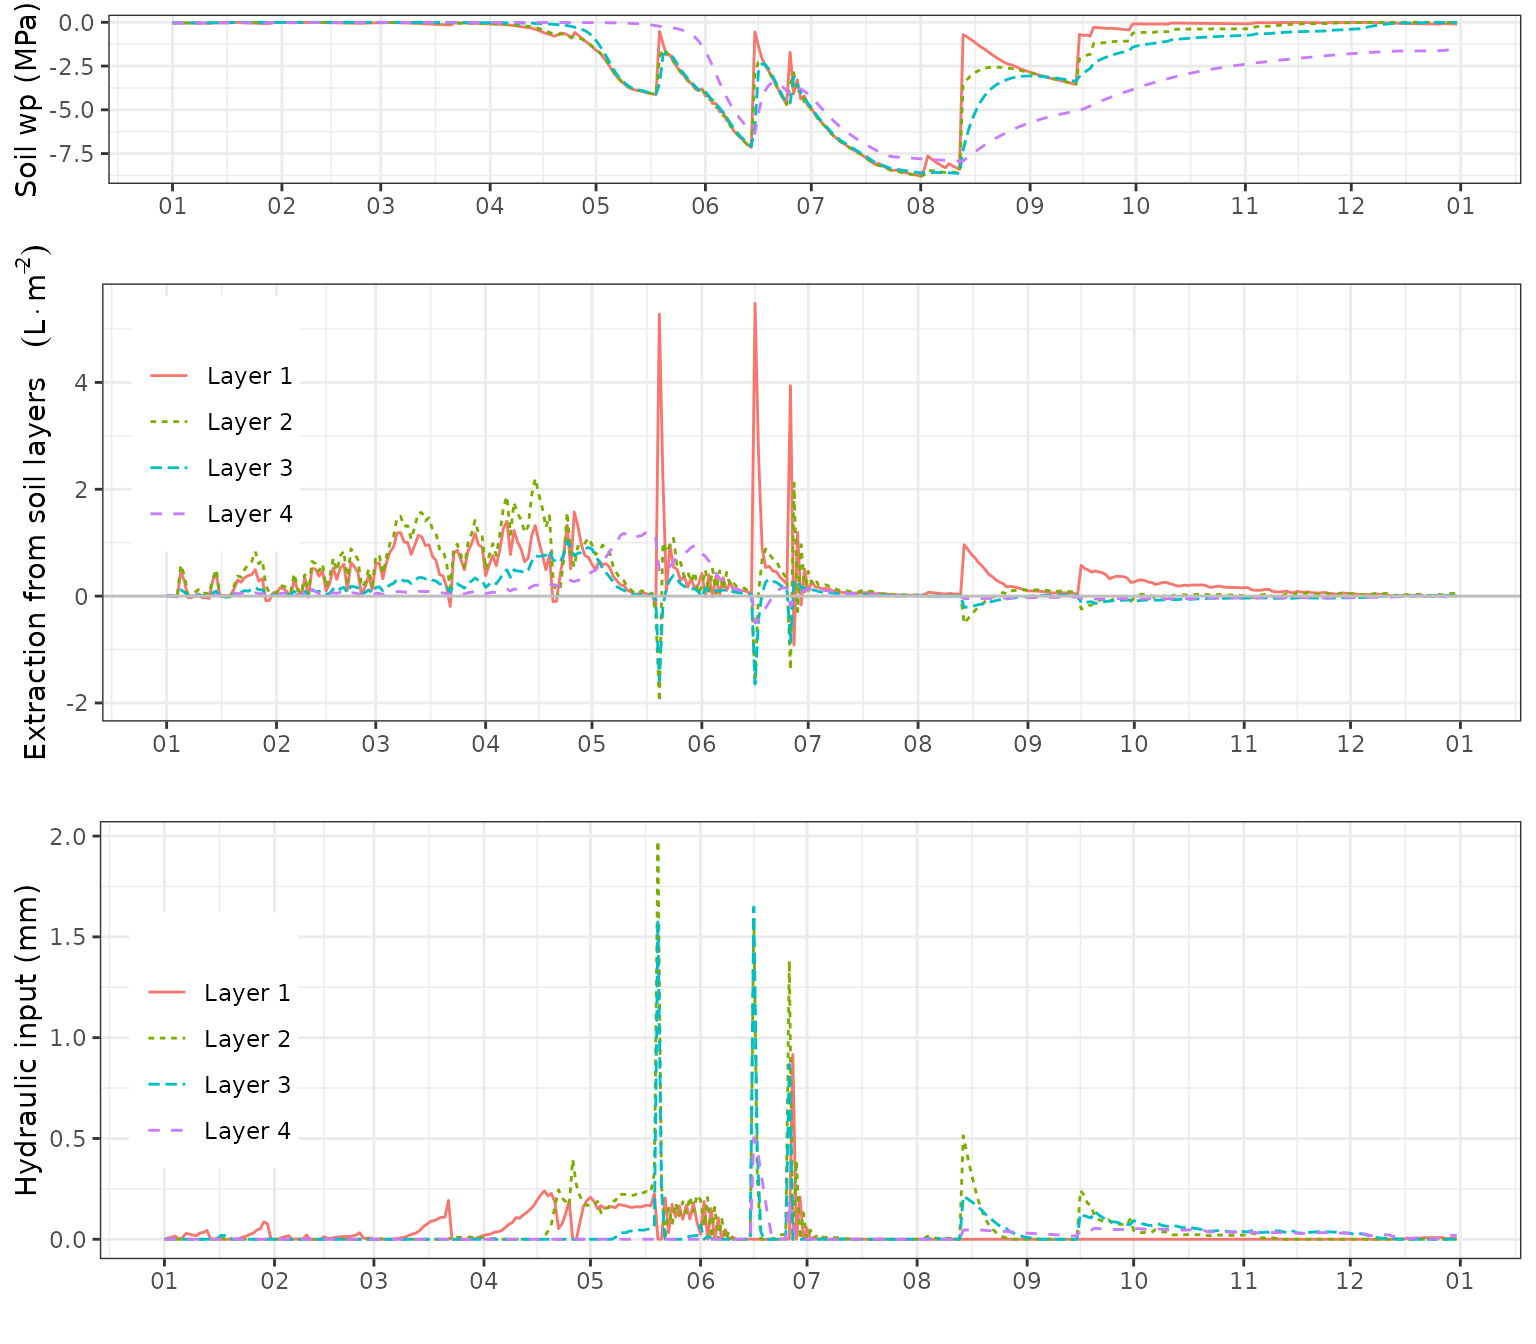 Soil wp (MPa)
0.0
-2.5
-5.0
-7.5
01 02 03 04 05 06 07 08 09 10 11 12 01
Extraction from soil layers (L·m⁻²)
4
2
0
-2
Layer 1
Layer 2
Layer 3
Layer 4
01 02 03 04 05 06 07 08 09 10 11 12 01
Hydraulic input (mm)
2.0
1.5
1.0
0.5
0.0
Layer 1
Layer 2
Layer 3
Layer 4
01 02 03 04 05 06 07 08 09 10 11 12 01